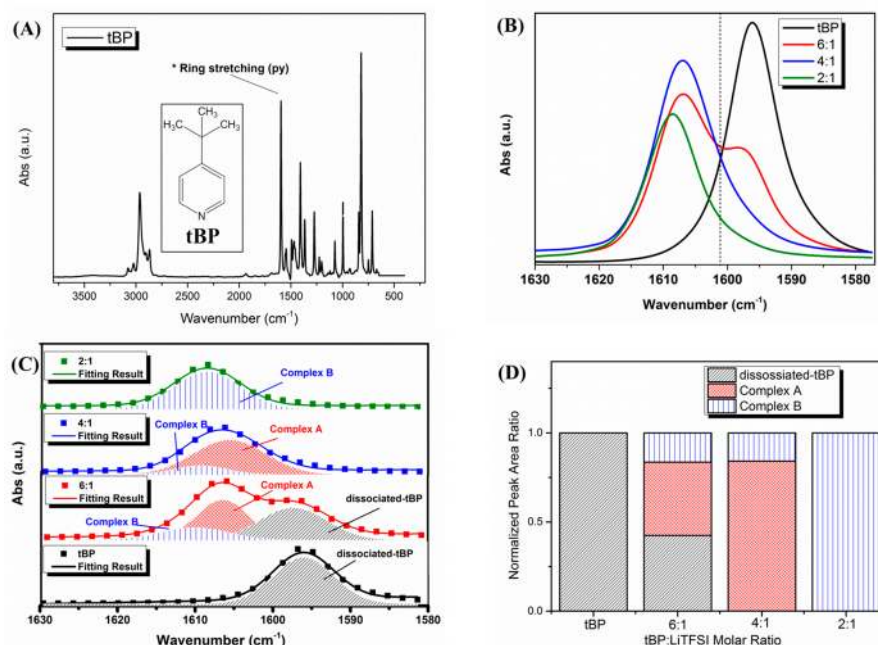 (A)
tBP
* Ring stretching (py)
CH₃
H₃C
CH₃
N
tBP
Abs (a.u.)
3500 3000 2500 2000 1500 1000 500
Wavenumber (cm⁻¹)
(B)
tBP
6:1
4:1
2:1
Abs (a.u.)
1630 1620 1610 1600 1590 1580
Wavenumber (cm⁻¹)
(C)
2:1
Fitting Result
Complex B
4:1
Fitting Result
Complex B
Complex A
6:1
Fitting Result
Complex A
dissociated-tBP
Complex B
tBP
Fitting Result
dissociated-tBP
Abs (a.u.)
1630 1620 1610 1600 1590 1580
Wavenumber (cm⁻¹)
(D)
dissossiated-tBP
Complex A
Complex B
Normalized Peak Area Ratio
1.0
0.5
0.0
tBP 6:1 4:1 2:1
tBP:LiTFSI Molar Ratio